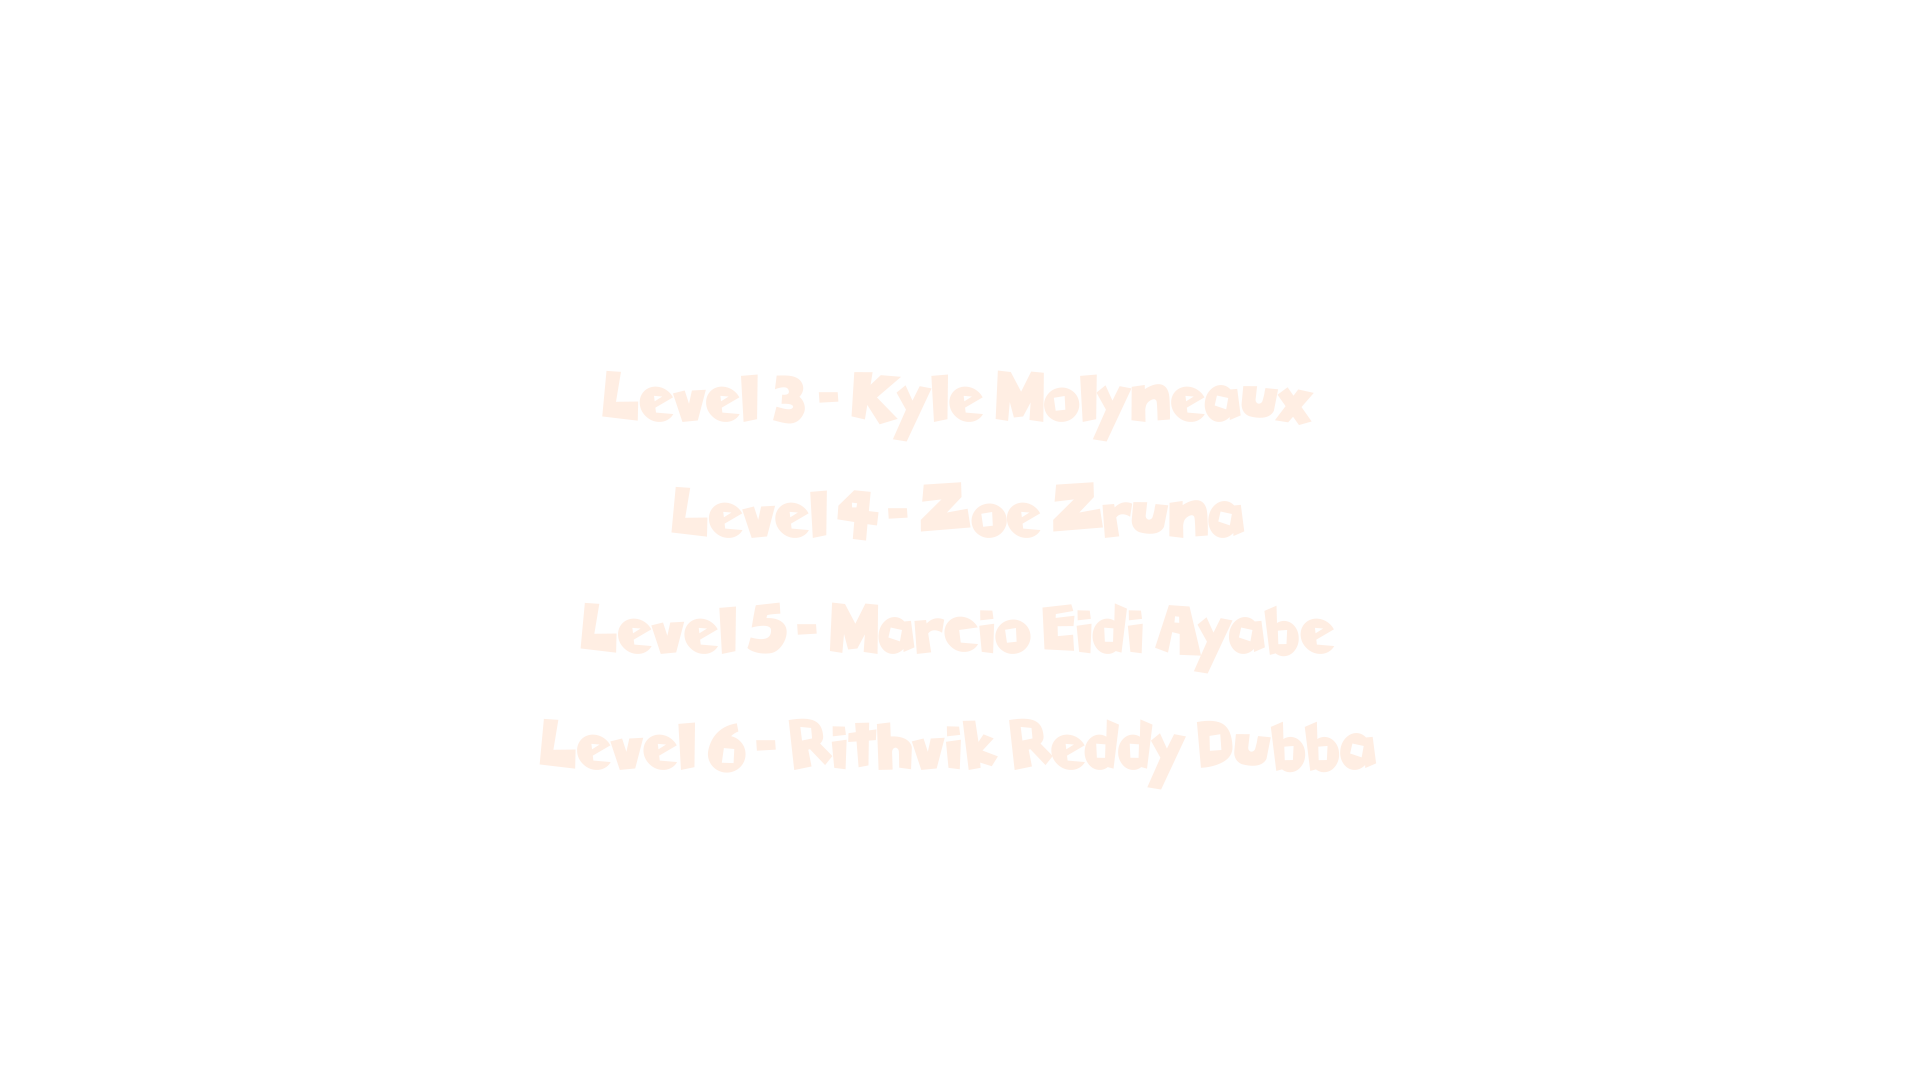 Level 3 - Kyle Molyneaux
Level 4 - Zoe Zruna
Level 5 - Marcio Eidi Ayabe
Level 6 - Rithvik Reddy Dubba